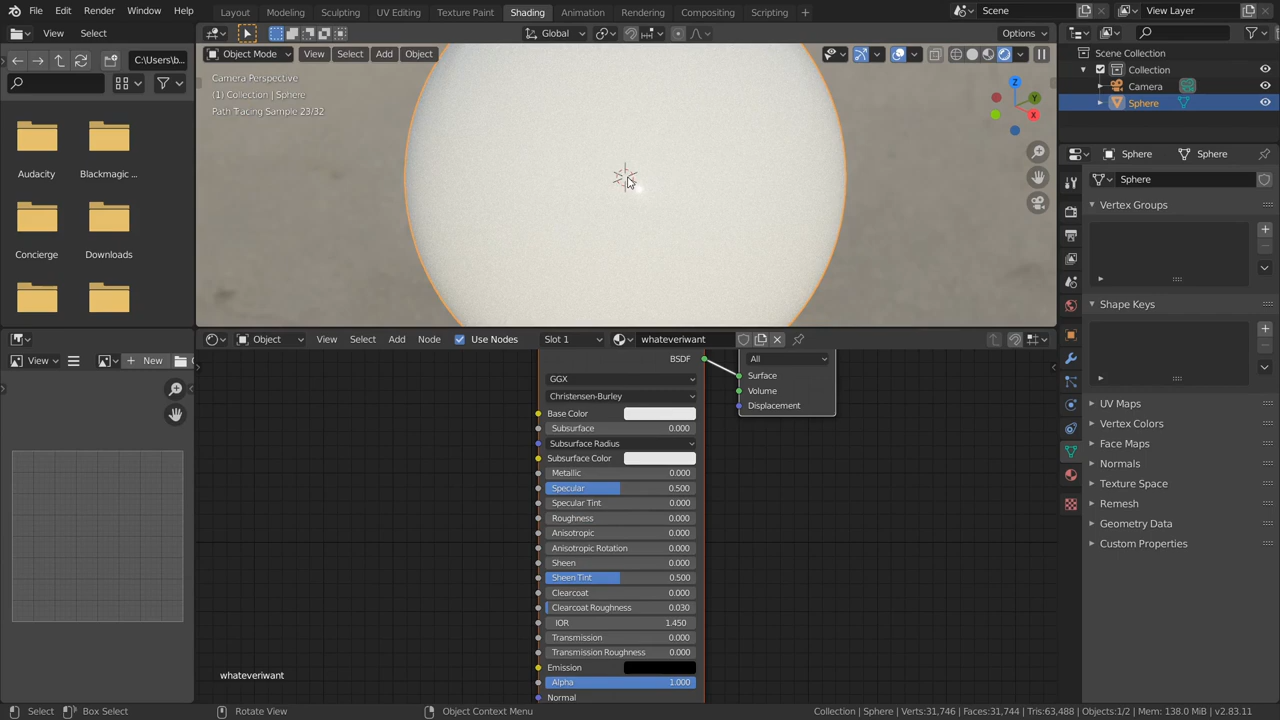 File Edit Render Window Help
Layout Modeling Sculpting UV Editing Texture Paint Shading Animation Rendering Compositing Scripting +
Scene
View Layer
View Select
Global
Options
C:\Users\b...
Object Mode View Select Add Object
Camera Perspective
(1) Collection | Sphere
Path Tracing Sample 23/32
Z
Y
X
Audacity
Blackmagic ...
Concierge
Downloads
Scene Collection
Collection
Camera
Sphere
Sphere
Sphere
Sphere
Vertex Groups
Shape Keys
UV Maps
Vertex Colors
Face Maps
Normals
Texture Space
Remesh
Geometry Data
Custom Properties
View
New
Object View Select Add Node Use Nodes Slot 1 whateveriwant
BSDF
GGX
Christensen-Burley
Base Color
Subsurface 0.000
Subsurface Radius
Subsurface Color
Metallic 0.000
Specular 0.500
Specular Tint 0.000
Roughness 0.000
Anisotropic 0.000
Anisotropic Rotation 0.000
Sheen 0.000
Sheen Tint 0.500
Clearcoat 0.000
Clearcoat Roughness 0.030
IOR 1.450
Transmission 0.000
Transmission Roughness 0.000
Emission
Alpha 1.000
Normal
All
Surface
Volume
Displacement
whateveriwant
Select Box Select Rotate View Object Context Menu
Collection | Sphere | Verts:31,746 | Faces:31,744 | Tris:63,488 | Objects:1/2 | Mem: 138.0 MiB | v2.83.11